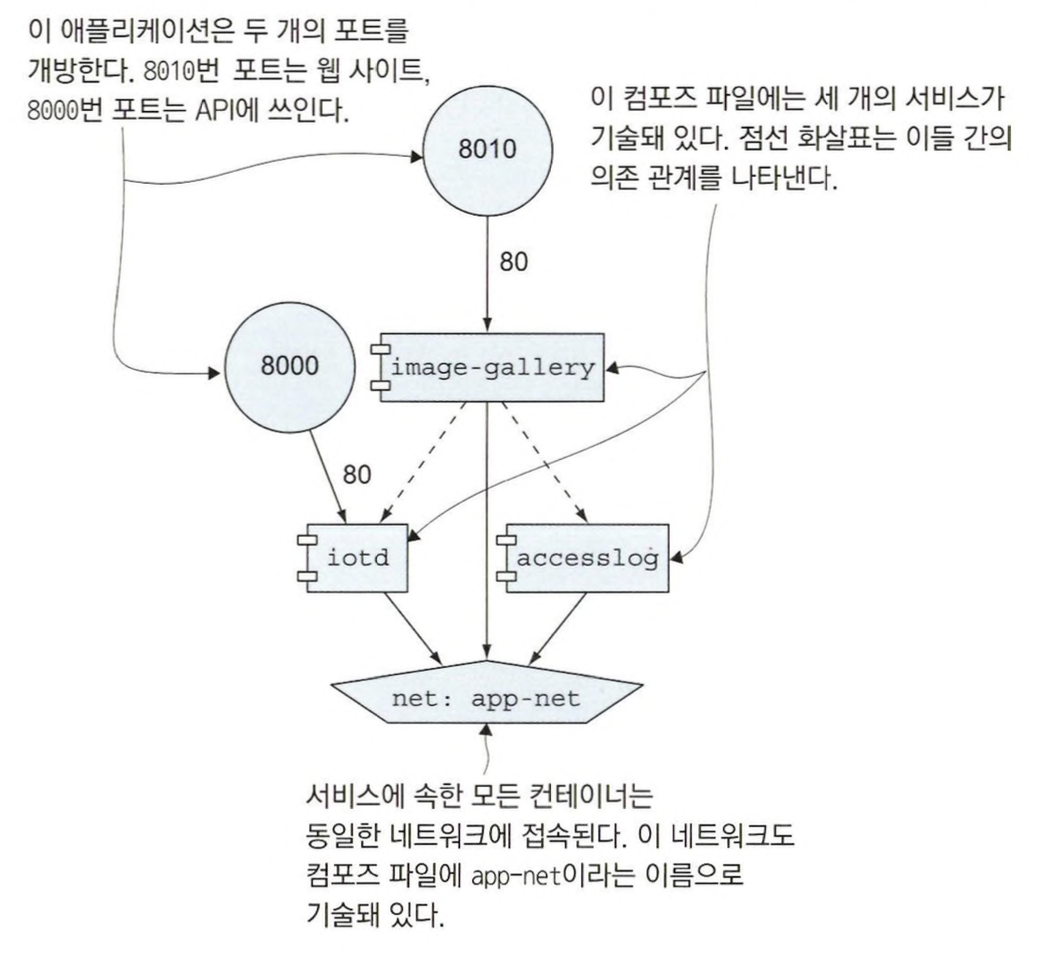 이 애플리케이션은 두 개의 포트를
개방한다. 8010번 포트는 웹 사이트,
8000번 포트는 API에 쓰인다.
이 컴포즈 파일에는 세 개의 서비스가
기술돼 있다. 점선 화살표는 이들 간의
의존 관계를 나타낸다.
8010
80
8000
image-gallery
80
iotd
accesslog
net: app-net
서비스에 속한 모든 컨테이너는
동일한 네트워크에 접속된다. 이 네트워크도
컴포즈 파일에 app-net이라는 이름으로
기술돼 있다.